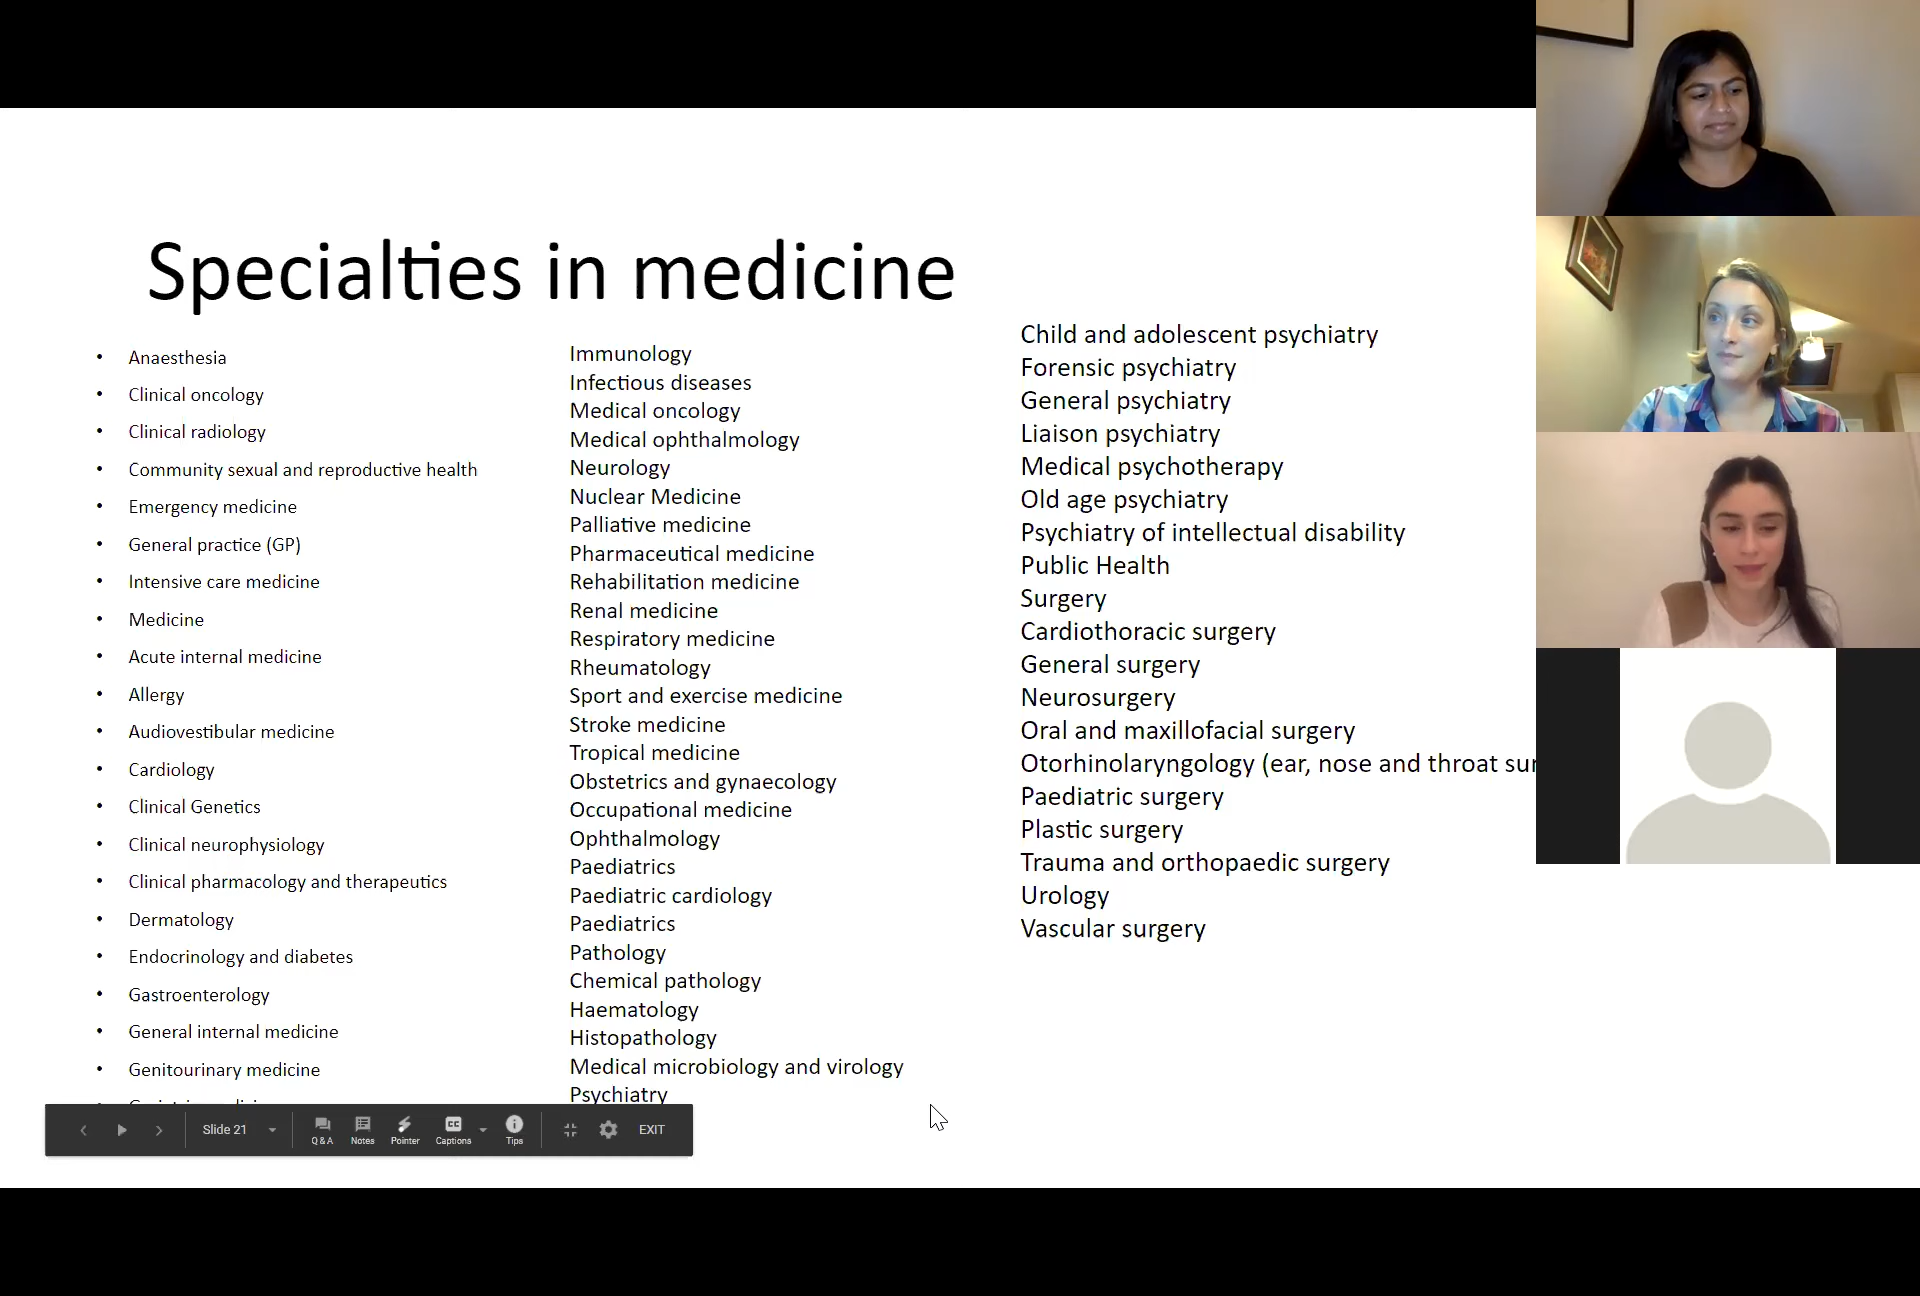 Specialties in medicine
Anaesthesia
Clinical oncology
Clinical radiology
Community sexual and reproductive health
Emergency medicine
General practice (GP)
Intensive care medicine
Medicine
Acute internal medicine
Allergy
Audiovestibular medicine
Cardiology
Clinical Genetics
Clinical neurophysiology
Clinical pharmacology and therapeutics
Dermatology
Endocrinology and diabetes
Gastroenterology
General internal medicine
Genitourinary medicine
Immunology
Infectious diseases
Medical oncology
Medical ophthalmology
Neurology
Nuclear Medicine
Palliative medicine
Pharmaceutical medicine
Rehabilitation medicine
Renal medicine
Respiratory medicine
Rheumatology
Sport and exercise medicine
Stroke medicine
Tropical medicine
Obstetrics and gynaecology
Occupational medicine
Ophthalmology
Paediatrics
Paediatric cardiology
Paediatrics
Pathology
Chemical pathology
Haematology
Histopathology
Medical microbiology and virology
Psychiatry
Child and adolescent psychiatry
Forensic psychiatry
General psychiatry
Liaison psychiatry
Medical psychotherapy
Old age psychiatry
Psychiatry of intellectual disability
Public Health
Surgery
Cardiothoracic surgery
General surgery
Neurosurgery
Oral and maxillofacial surgery
Otorhinolaryngology (ear, nose and throat
Paediatric surgery
Plastic surgery
Trauma and orthopaedic surgery
Urology
Vascular surgery
Slide 21
Q & A
Notes
Pointer
CC
Captions
Tips
EXIT